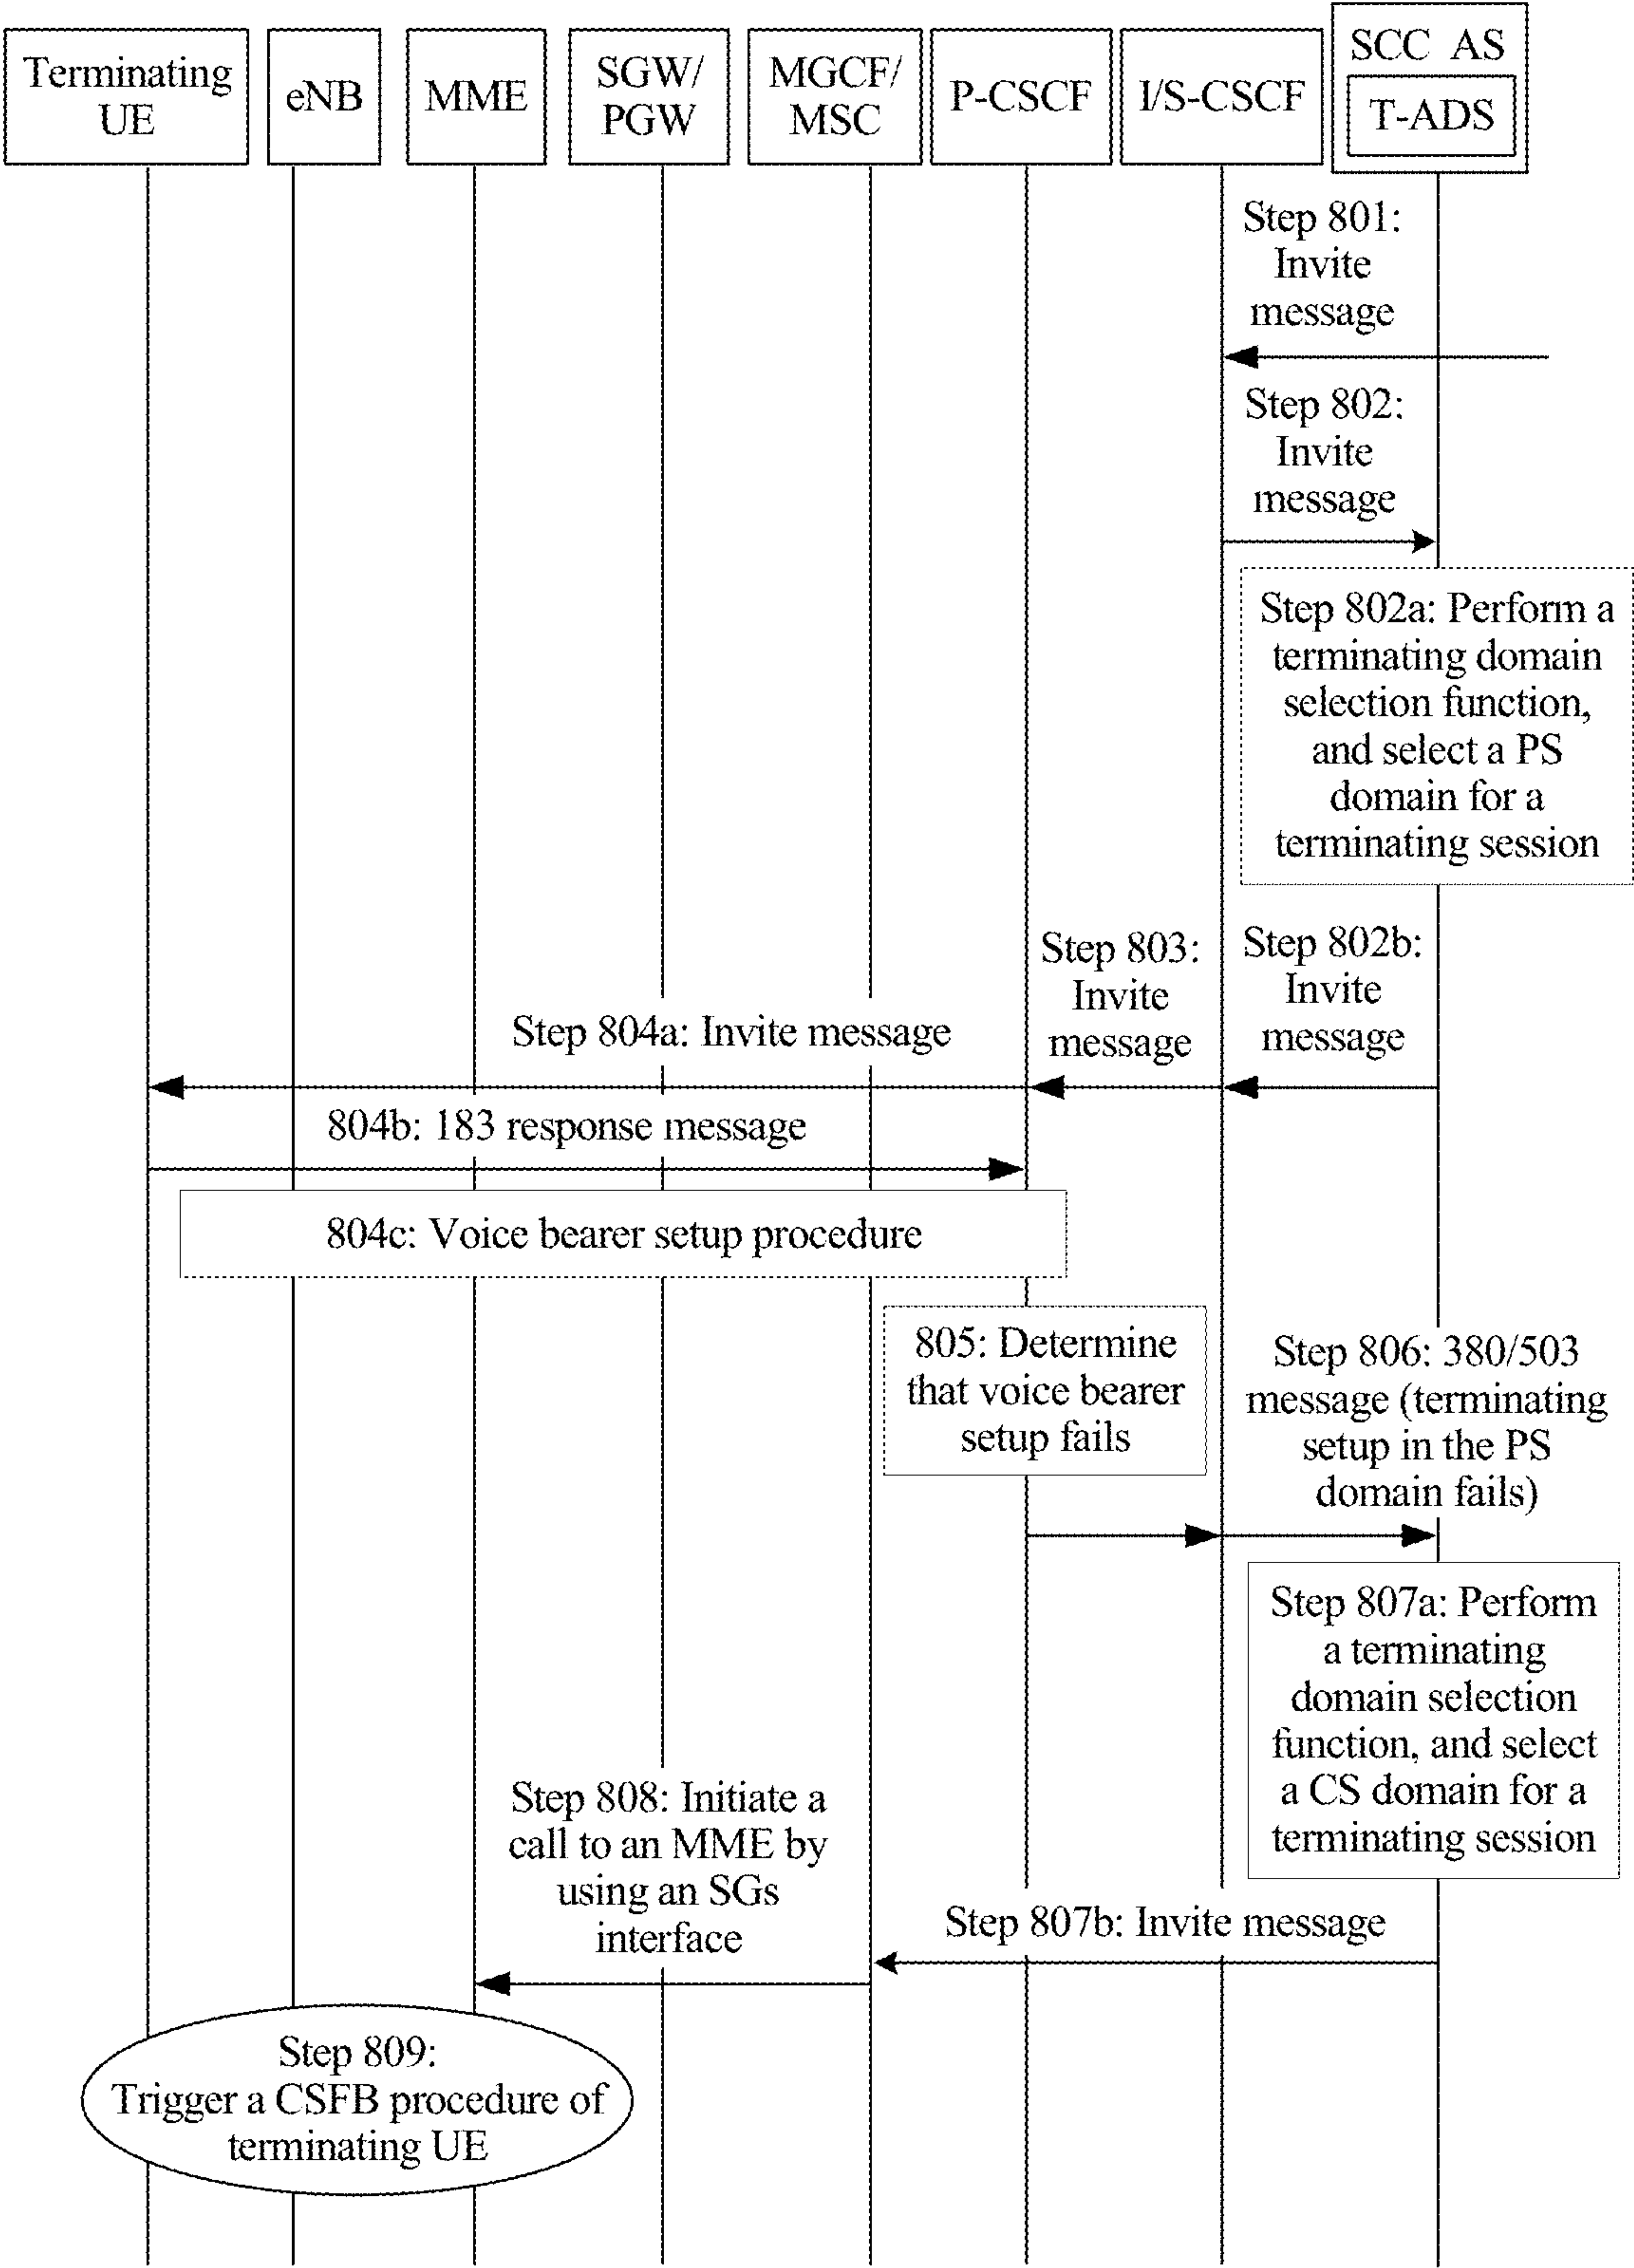 Terminating
UE
eNB
MME
SGW/
PGW
MGCF/
MSC
P-CSCF
I/S-CSCF
SCC AS
T-ADS
Step 801:
Invite
message
Step 802:
Invite
message
Step 802a: Perform a
terminating domain
selection function,
and select a PS
domain for a
terminating session
Step 802b:
Invite
message
Step 803:
Invite
message
Step 804a: Invite message
804b: 183 response message
804c: Voice bearer setup procedure
805: Determine
that voice bearer
setup fails
Step 806: 380/503
message (terminating
setup in the PS
domain fails)
Step 807a: Perform
a terminating
domain selection
function, and select
a CS domain for a
terminating session
Step 807b: Invite message
Step 808: Initiate a
call to an MME by
using an SGs
interface
Step 809:
Trigger a CSFB procedure of
terminating UE